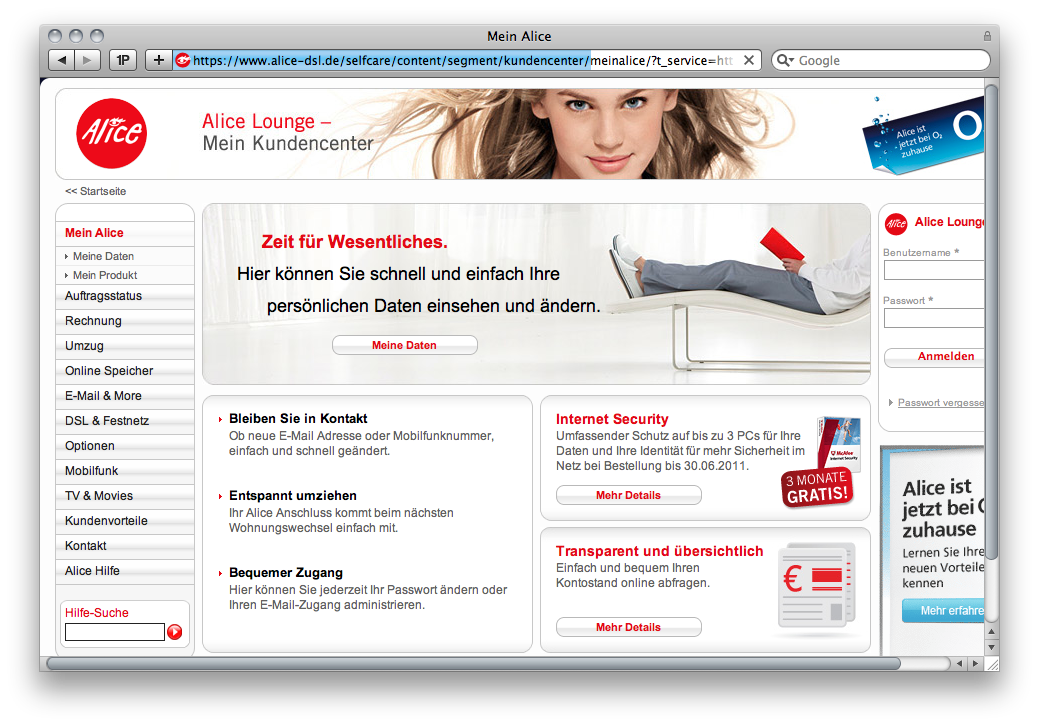 Mein Alice
1P
+
https://www.alice-dsl.de/selfcare/content/segment/kundencenter/meinalice/?t_service=htt
Google
Alice
Alice Lounge –
Mein Kundencenter
Alice ist
jetzt bei O₂
zuhause
O
<< Startseite
Mein Alice
Meine Daten
Mein Produkt
Auftragsstatus
Rechnung
Umzug
Online Speicher
E-Mail & More
DSL & Festnetz
Optionen
Mobilfunk
TV & Movies
Kundenvorteile
Kontakt
Alice Hilfe
Hilfe-Suche
Zeit für Wesentliches.
Hier können Sie schnell und einfach Ihre
persönlichen Daten einsehen und ändern.
Meine Daten
Bleiben Sie in Kontakt
Ob neue E-Mail Adresse oder Mobilfunknummer,
einfach und schnell geändert.
Entspannt umziehen
Ihr Alice Anschluss kommt beim nächsten
Wohnungswechsel einfach mit.
Bequemer Zugang
Hier können Sie jederzeit Ihr Passwort ändern oder
Ihren E-Mail-Zugang administrieren.
Internet Security
Umfassender Schutz auf bis zu 3 PCs für Ihre
Daten und Ihre Identität für mehr Sicherheit im
Netz bei Bestellung bis 30.06.2011.
Mehr Details
McAfee
Internet Security
3 MONATE
GRATIS!
Transparent und übersichtlich
Einfach und bequem Ihren
Kontostand online abfragen.
Mehr Details
€
Alice
Alice Lounge
Benutzername *
Passwort *
Anmelden
Passwort vergesse
Alice ist
jetzt bei O
zuhause
Lernen Sie Ihre
neuen Vorteile
kennen
Mehr erfahre